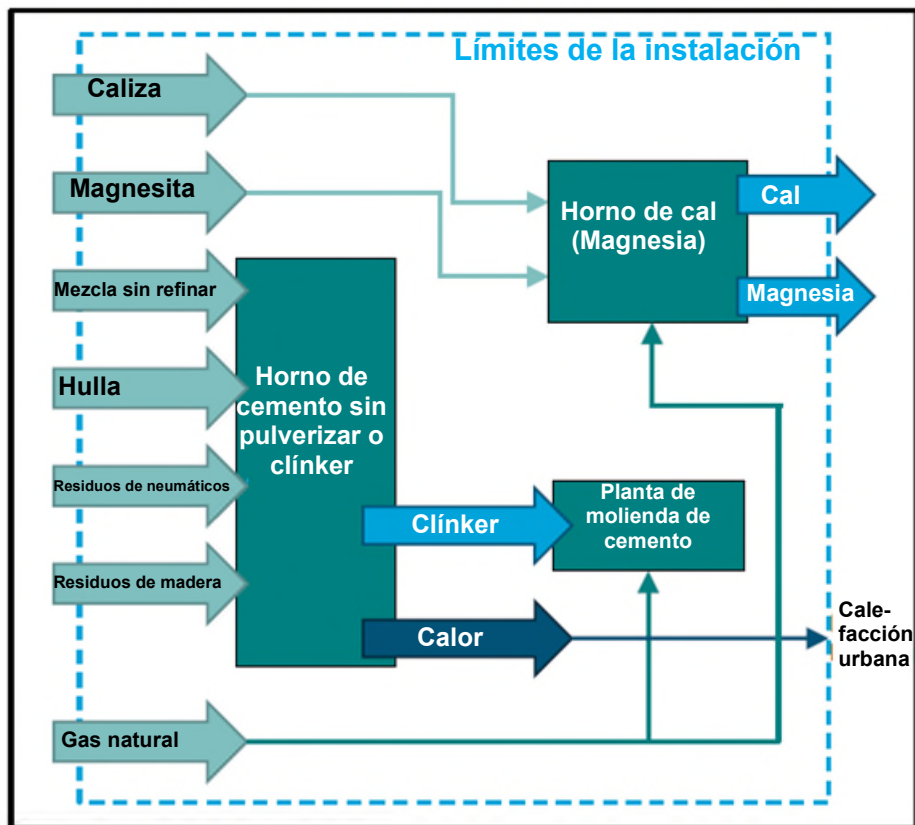 Límites de la instalación
Caliza
Magnesita
Mezcla sin refinar
Hulla
Residuos de neumáticos
Residuos de madera
Gas natural
Horno de
cemento sin
pulverizar o
clínker
Clínker
Calor
Horno de cal
(Magnesia)
Planta de
molienda de
cemento
Cal
Magnesia
Cale-
facción
urbana